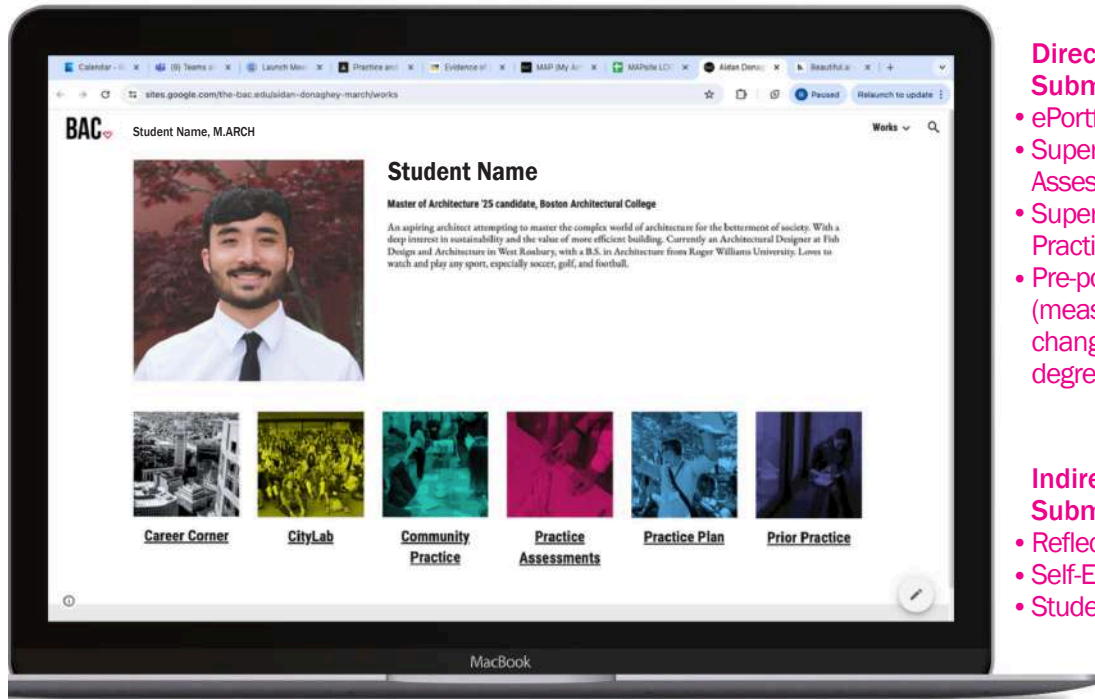 Calendar -
(9) Teams
Launch
Practice and
Evidence of
MAP (My
MAPsite
Aidan
Beautiful.a
sites.google.com/the-bac.edu/aidan-donaghey-march/works
Paused
Relaunch to update
BAC
Student Name, M.ARCH
Works
Student Name
Master of Architecture '25 candidate, Boston Architectural College
An aspiring architect attempting to master the complex world of architecture for the betterment of society. With a
deep interest in sustainability and the value of more efficient building. Currently an Architectural Designer at Fish
Design and Architecture in West Roxbury, with a B.S. in Architecture from Roger Williams University. Loves to
watch and play any sport, especially soccer, golf, and football.
Career Corner
CityLab
Community
Practice
Practice
Assessments
Practice Plan
Prior Practice
MacBook
Direc
Subm
• ePortf
• Super
Asses
• Super
Practi
• Pre-po
(meas
chang
degre
Indire
Subm
• Reflec
• Self-E
• Stude